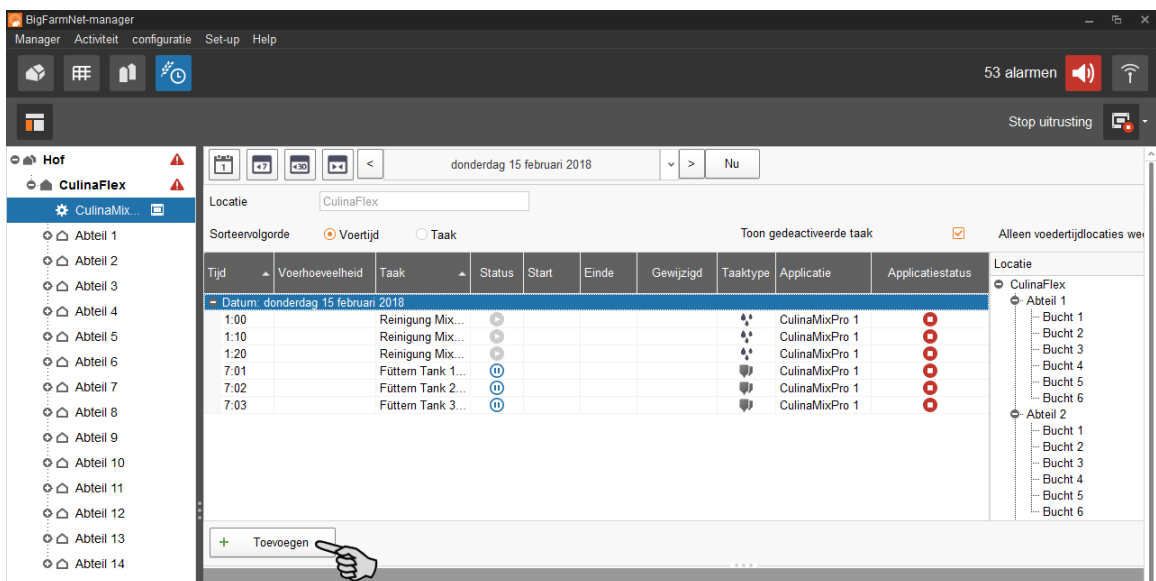 BigFarmNet-manager
Manager Activiteit configuratie Set-up Help
53 alarmen
Stop uitrusting
Hof
CulinaFlex
CulinaMix...
Abteil 1
Abteil 2
Abteil 3
Abteil 4
Abteil 5
Abteil 6
Abteil 7
Abteil 8
Abteil 9
Abteil 10
Abteil 11
Abteil 12
Abteil 13
Abteil 14
1 7 30 < donderdag 15 februari 2018 > Nu
Locatie CulinaFlex
Sorteervolgorde Voertijd Taak Toon gedeactiveerde taak Alleen voedertijdlocaties wee
Tijd Voerhoeveelheid Taak Status Start Einde Gewijzigd Taaktype Applicatie Applicatiestatus
Datum: donderdag 15 februari 2018
1:00 Reinigung Mix... CulinaMixPro 1
1:10 Reinigung Mix... CulinaMixPro 1
1:20 Reinigung Mix... CulinaMixPro 1
7:01 Füttern Tank 1... CulinaMixPro 1
7:02 Füttern Tank 2... CulinaMixPro 1
7:03 Füttern Tank 3... CulinaMixPro 1
Locatie
CulinaFlex
Abteil 1
Bucht 1
Bucht 2
Bucht 3
Bucht 4
Bucht 5
Bucht 6
Abteil 2
Bucht 1
Bucht 2
Bucht 3
Bucht 4
Bucht 5
Bucht 6
+ Toevoegen